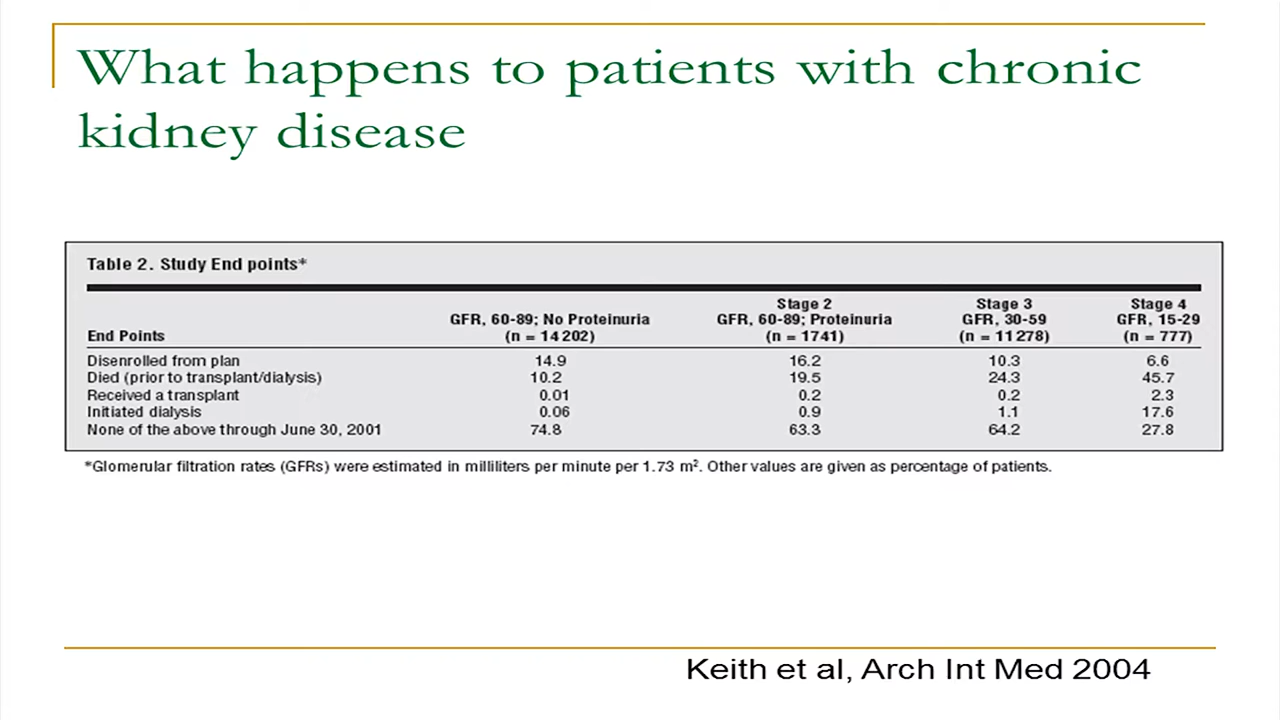 What happens to patients with chronic
kidney disease
Table 2. Study End points*
End Points
GFR, 60-89; No Proteinuria
(n = 14 202)
Stage 2
GFR, 60-89; Proteinuria
(n = 1741)
Stage 3
GFR, 30-59
(n = 11 278)
Stage 4
GFR, 15-29
(n = 777)
Disenrolled from plan 14.9 16.2 10.3 6.6
Died (prior to transplant/dialysis) 10.2 19.5 24.3 45.7
Received a transplant 0.01 0.2 0.2 2.3
Initiated dialysis 0.06 0.9 1.1 17.6
None of the above through June 30, 2001 74.8 63.3 64.2 27.8
*Glomerular filtration rates (GFRs) were estimated in milliliters per minute per 1.73 m². Other values are given as percentage of patients.
Keith et al, Arch Int Med 2004